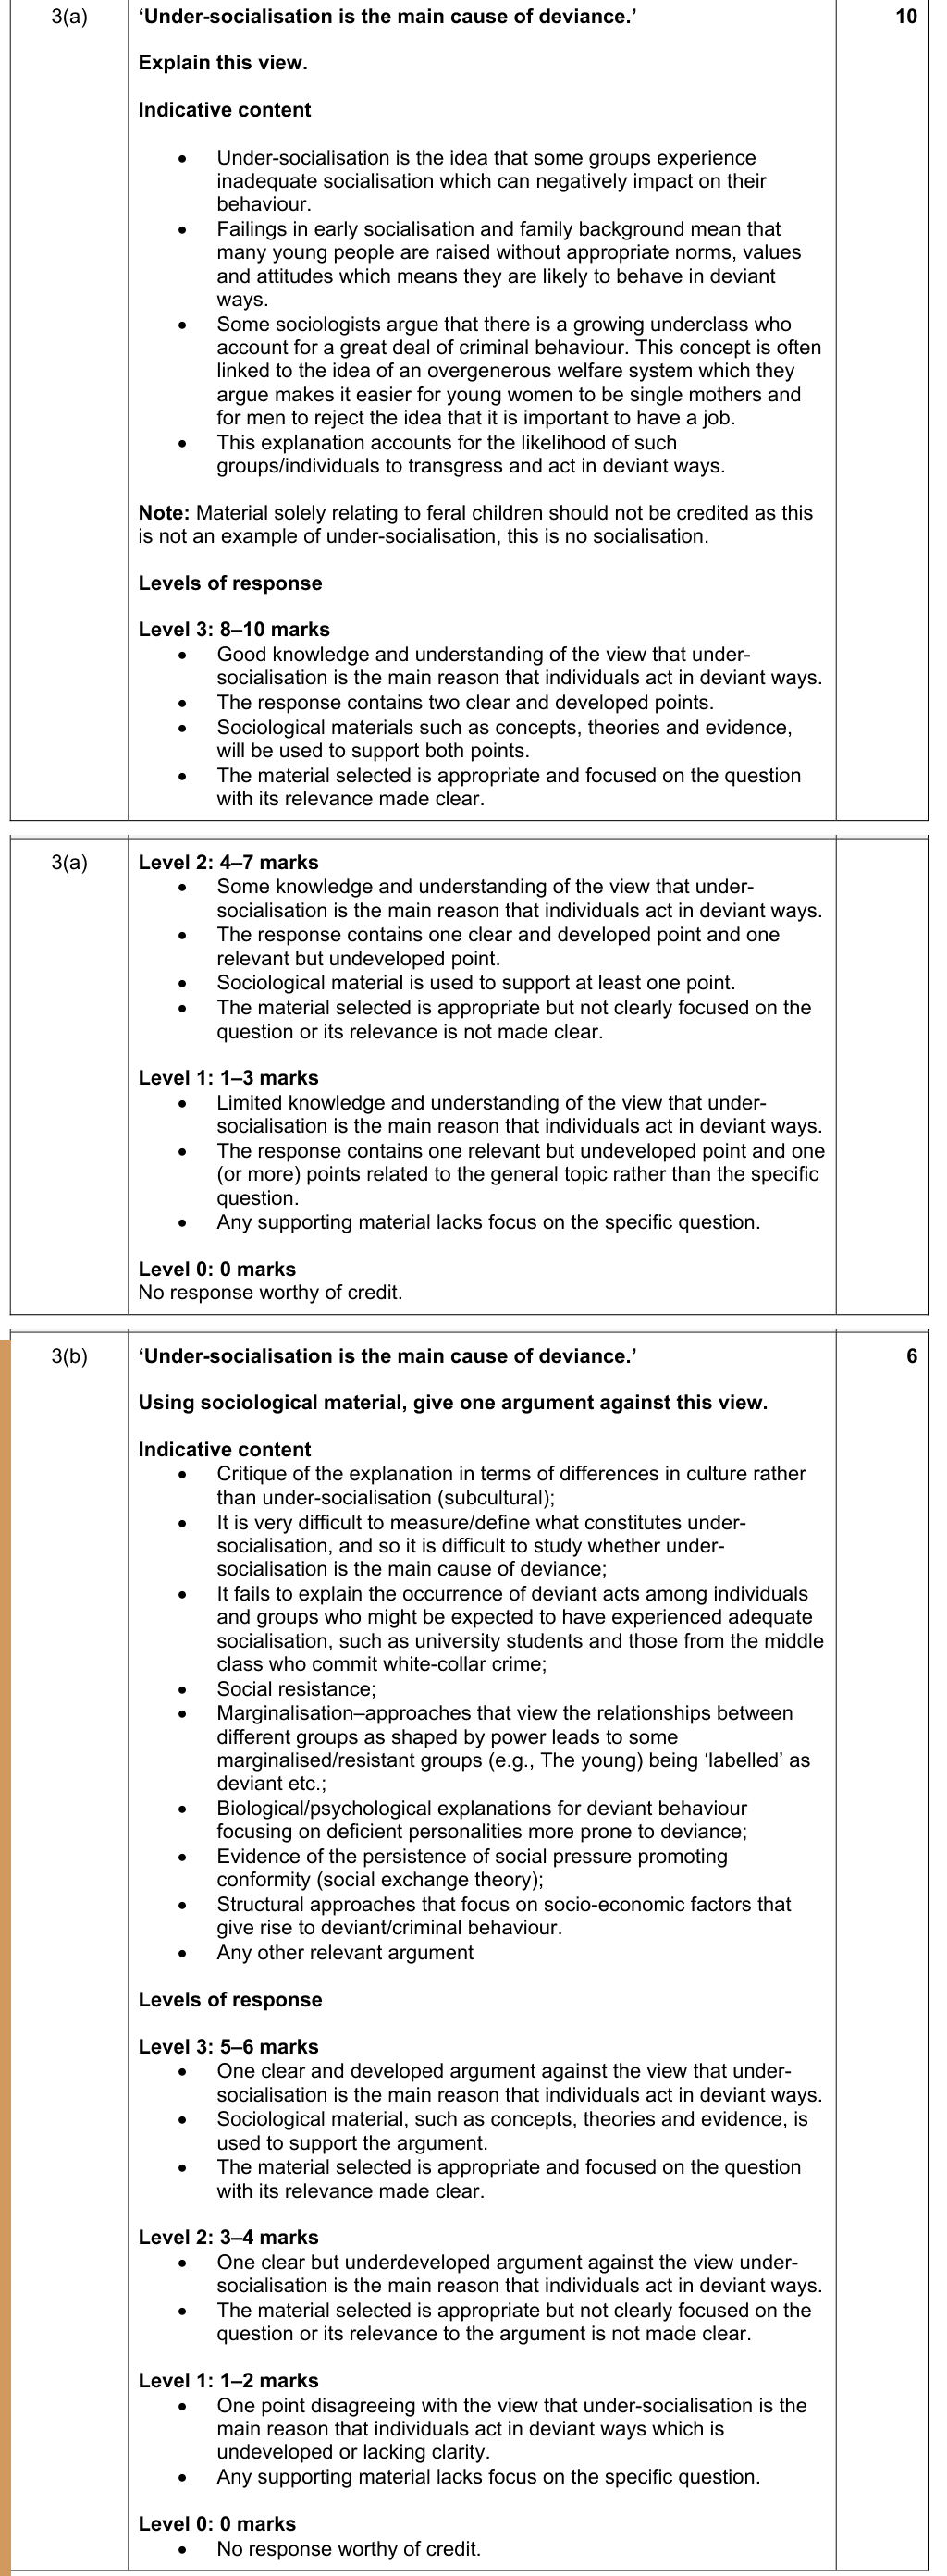 3(a)
‘Under-socialisation is the main cause of deviance.’
10
Explain this view.
Indicative content
• Under-socialisation is the idea that some groups experience
inadequate socialisation which can negatively impact on their
behaviour.
• Failings in early socialisation and family background mean that
many young people are raised without appropriate norms, values
and attitudes which means they are likely to behave in deviant
ways.
• Some sociologists argue that there is a growing underclass who
account for a great deal of criminal behaviour. This concept is often
linked to the idea of an overgenerous welfare system which they
argue makes it easier for young women to be single mothers and
for men to reject the idea that it is important to have a job.
• This explanation accounts for the likelihood of such
groups/individuals to transgress and act in deviant ways.
Note: Material solely relating to feral children should not be credited as this
is not an example of under-socialisation, this is no socialisation.
Levels of response
Level 3: 8–10 marks
• Good knowledge and understanding of the view that under-
socialisation is the main reason that individuals act in deviant ways.
• The response contains two clear and developed points.
• Sociological materials such as concepts, theories and evidence,
will be used to support both points.
• The material selected is appropriate and focused on the question
with its relevance made clear.
3(a)
Level 2: 4–7 marks
• Some knowledge and understanding of the view that under-
socialisation is the main reason that individuals act in deviant ways.
• The response contains one clear and developed point and one
relevant but undeveloped point.
• Sociological material is used to support at least one point.
• The material selected is appropriate but not clearly focused on the
question or its relevance is not made clear.
Level 1: 1–3 marks
• Limited knowledge and understanding of the view that under-
socialisation is the main reason that individuals act in deviant ways.
• The response contains one relevant but undeveloped point and one
(or more) points related to the general topic rather than the specific
question.
• Any supporting material lacks focus on the specific question.
Level 0: 0 marks
No response worthy of credit.
3(b)
‘Under-socialisation is the main cause of deviance.’
6
Using sociological material, give one argument against this view.
Indicative content
• Critique of the explanation in terms of differences in culture rather
than under-socialisation (subcultural);
• It is very difficult to measure/define what constitutes under-
socialisation, and so it is difficult to study whether under-
socialisation is the main cause of deviance;
• It fails to explain the occurrence of deviant acts among individuals
and groups who might be expected to have experienced adequate
socialisation, such as university students and those from the middle
class who commit white-collar crime;
• Social resistance;
• Marginalisation–approaches that view the relationships between
different groups as shaped by power leads to some
marginalised/resistant groups (e.g., The young) being ‘labelled’ as
deviant etc.;
• Biological/psychological explanations for deviant behaviour
focusing on deficient personalities more prone to deviance;
• Evidence of the persistence of social pressure promoting
conformity (social exchange theory);
• Structural approaches that focus on socio-economic factors that
give rise to deviant/criminal behaviour.
• Any other relevant argument
Levels of response
Level 3: 5–6 marks
• One clear and developed argument against the view that under-
socialisation is the main reason that individuals act in deviant ways.
• Sociological material, such as concepts, theories and evidence, is
used to support the argument.
• The material selected is appropriate and focused on the question
with its relevance made clear.
Level 2: 3–4 marks
• One clear but underdeveloped argument against the view under-
socialisation is the main reason that individuals act in deviant ways.
• The material selected is appropriate but not clearly focused on the
question or its relevance to the argument is not made clear.
Level 1: 1–2 marks
• One point disagreeing with the view that under-socialisation is the
main reason that individuals act in deviant ways which is
undeveloped or lacking clarity.
• Any supporting material lacks focus on the specific question.
Level 0: 0 marks
• No response worthy of credit.